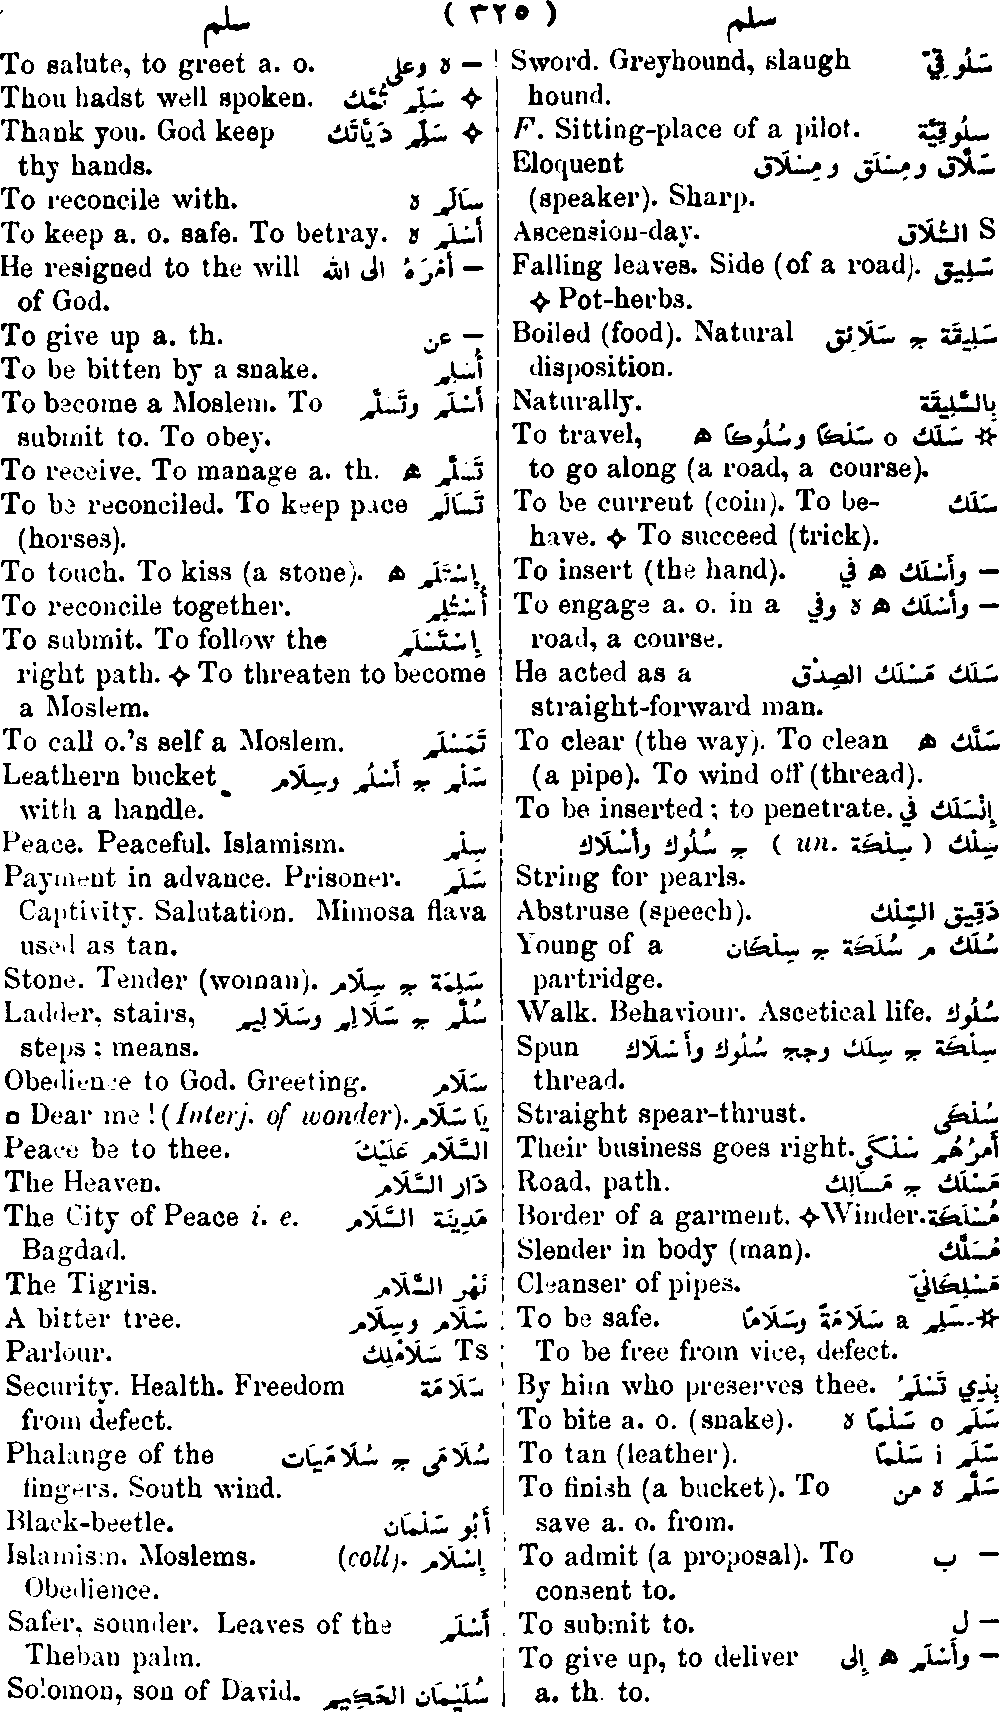 سلم ( ٣٢٥ ) سلم
Sword. Greyhound, slaugh سَلُوقِيّ
hound.
F. Sitting-place of a pilot. سَلُوقِيَّة
Eloquent سَلَّاق ومِسْلَق ومِسْلَاق
(speaker). Sharp.
Ascension-day. السُّلَّاق S
Falling leaves. Side (of a road). سَلِيق
✧ Pot-herbs.
Boiled (food). Natural سَلِيقَة ج سَلَائِق
disposition.
Naturally. بِالسَّلِيقَة
To travel, ☆ سَلَكَ o سَلْكًا وسُلُوكًا ه
to go along (a road, a course).
To be current (coin). To be- سَلَك
have. ✧ To succeed (trick).
To insert (the hand). — وأَسْلَك ه في
To engage a. o. in a — وأَسْلَك ه لا وفي
road, a course.
He acted as a سَلَكَ مَسْلَك الصِدْق
straight-forward man.
To clear (the way). To clean سَلَّك ه
(a pipe). To wind off (thread).
To be inserted; to penetrate. إِنْسَلَك في
سِلْك ( un. سِلْكَة ) ج سُلُوك وأَسْلَاك
String for pearls.
Abstruse (speech). دَقِيق السِّلْك
Young of a سُلَك م سُلَكَة ج سِلْكَان
partridge.
Walk. Behaviour. Ascetical life. سُلُوك
Spun سِلْكَة ج سِلَك وجج سُلُوك وأَسْلَاك
thread.
Straight spear-thrust. سُلْكَى
Their business goes right. أَمْرُهُم سُلْكَى
Road, path. مَسْلَك ج مَسَالِك
Border of a garment. ✧Winder. مَسْلَكَة
Slender in body (man). مُسَلَّك
Cleanser of pipes. مَسْلِكَانِيّ
To be safe. ☆ سَلِمَ a سَلَامَةً وسَلَامًا
To be free from vice, defect.
By him who preserves thee. بِذِي تَسْلَمُ
To bite a. o. (snake). سَلَم o سَلْمًا لا
To tan (leather). سَلَم i سَلْمًا
To finish (a bucket). To سَلَّم لا من
save a. o. from.
To admit (a proposal). To — ب
consent to.
To submit to. — ل
To give up, to deliver — وأَسْلَم ه إلى
a. th. to.
To salute, to greet a. o. — لا وعلى
Thou hadst well spoken. ✧ سَلِّم ثُمَّك
Thank you. God keep ✧ سَلِّم دَيَّاتَك
thy hands.
To reconcile with. سَالَم لا
To keep a. o. safe. To betray. أَسْلَم لا
He resigned to the will — أَمْرَهُ الى الله
of God.
To give up a. th. — عن
To be bitten by a snake. أُسْلِم
To become a Moslem. To أَسْلَم وتَسَلَّم
submit to. To obey.
To receive. To manage a. th. تَسَلَّم ه
To be reconciled. To keep pace تَسَالَم
(horses).
To touch. To kiss (a stone). إِسْتَلَم ه
To reconcile together. أُسْتُلِم
To submit. To follow the إِسْتَسْلَم
right path. ✧ To threaten to become
a Moslem.
To call o.'s self a Moslem. تَمَسْلَم
Leathern bucket سَلْم ج أَسْلُم وسِلَام
with a handle.
Peace. Peaceful. Islamism. سِلْم
Payment in advance. Prisoner. سَلَم
Captivity. Salutation. Mimosa flava
used as tan.
Stone. Tender (woman). سَلِمَة ج سِلَام
Ladder, stairs, سُلَّم ج سَلَالِم وسَلَالِيم
steps; means.
Obedience to God. Greeting. سَلَام
¤ Dear me ! (Interj. of wonder). يَا سَلَام
Peace be to thee. السَّلَام عَلَيْكَ
The Heaven. دَار السَّلَام
The City of Peace i. e. مَدِينَة السَّلَام
Bagdad.
The Tigris. نَهْر السَّلَام
A bitter tree. سَلَام وسِلَام
Parlour. سَلَامْلِك Ts
Security. Health. Freedom سَلَامَة
from defect.
Phalange of the سُلَامَى ج سُلَامَيَات
fingers. South wind.
Black-beetle. أَبُو سَلْمَان
Islamism. Moslems. (coll). إِسْلَام
Obedience.
Safer, sounder. Leaves of the أَسْلَم
Theban palm.
Solomon, son of David. سُلَيْمَان الحَكِيم